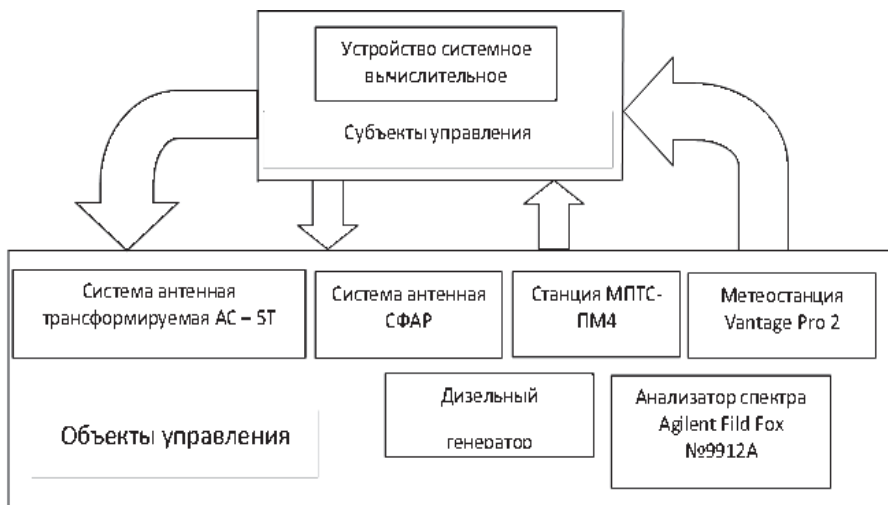 Устройство системное
вычислительное
Субъекты управления
Система антенная
трансформируемая АС – 5Т
Система антенная
СФАР
Станция МПТС-
ПМ4
Метеостанция
Vantage Pro 2
Дизельный
генератор
Анализатор спектра
Agilent Fild Fox
№9912A
Объекты управления